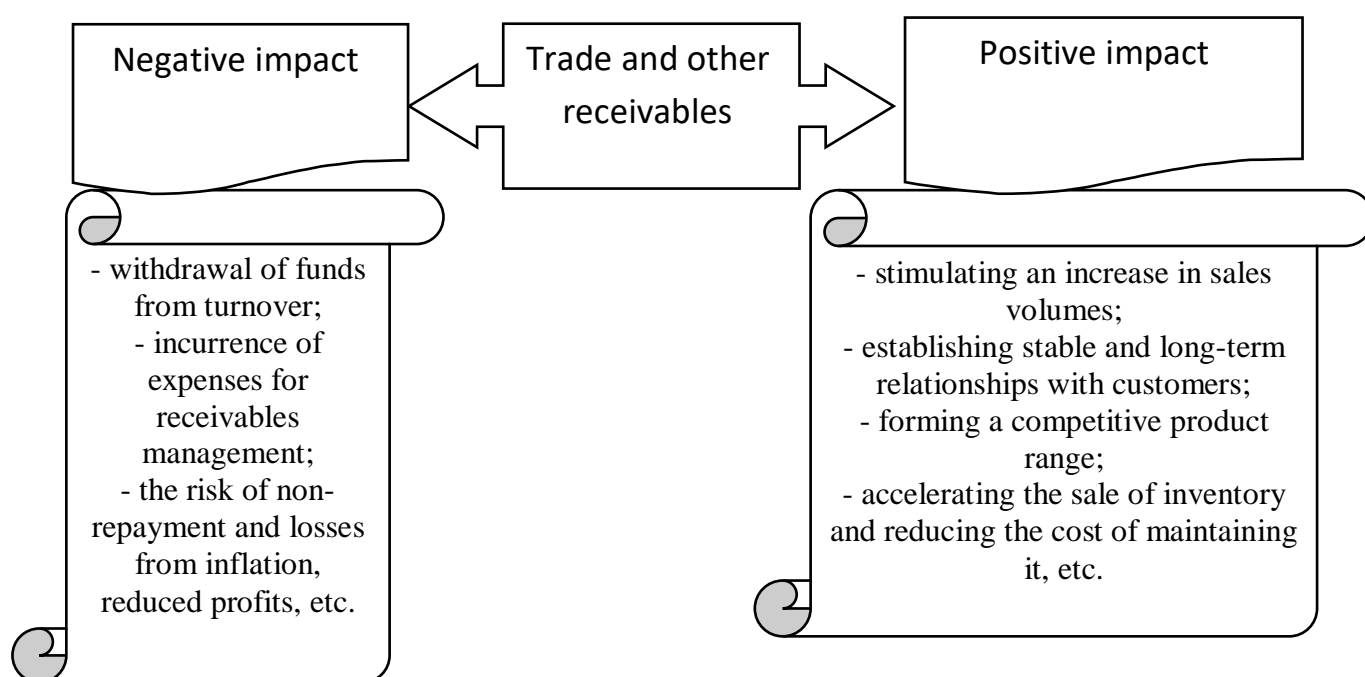 Negative impact
Trade and other
receivables
Positive impact
- withdrawal of funds
from turnover;
- incurrence of
expenses for
receivables
management;
- the risk of non-
repayment and losses
from inflation,
reduced profits, etc.
- stimulating an increase in sales
volumes;
- establishing stable and long-term
relationships with customers;
- forming a competitive product
range;
- accelerating the sale of inventory
and reducing the cost of maintaining
it, etc.